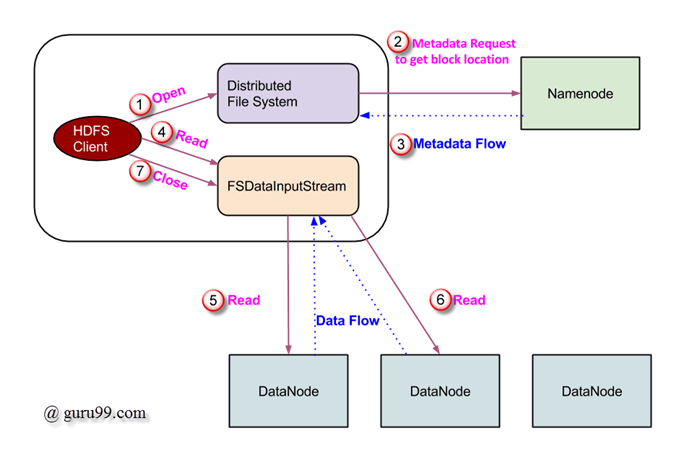 2 Metadata Request
to get block location
Distributed
File System
Namenode
1 Open
HDFS
Client
4 Read
3 Metadata Flow
7 Close
FSDataInputStream
5 Read
6 Read
Data Flow
DataNode
DataNode
DataNode
@ guru99.com